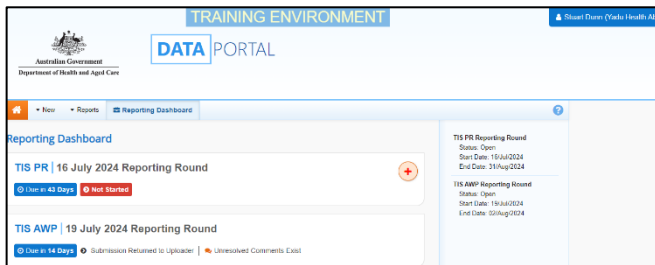 TRAINING ENVIRONMENT
Stuart Dunn (Yadu Health Ab
Australian Government
Department of Health and Aged Care
DATA PORTAL
New Reports Reporting Dashboard
Reporting Dashboard
TIS PR | 16 July 2024 Reporting Round
Due in 43 Days Not Started
TIS AWP | 19 July 2024 Reporting Round
Due in 14 Days Submission Returned to Uploader | Unresolved Comments Exist
TIS PR Reporting Round
Status: Open
Start Date: 16/Jul/2024
End Date: 31/Aug/2024
TIS AWP Reporting Round
Status: Open
Start Date: 19/Jul/2024
End Date: 02/Aug/2024